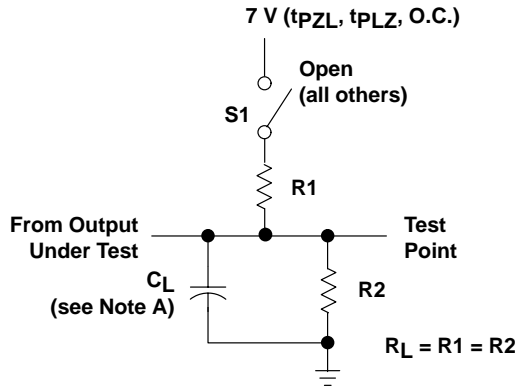 7 V (tPZL, tPLZ, O.C.)
Open
(all others)
S1
R1
From Output
Under Test
Test
Point
CL
(see Note A)
R2
RL = R1 = R2